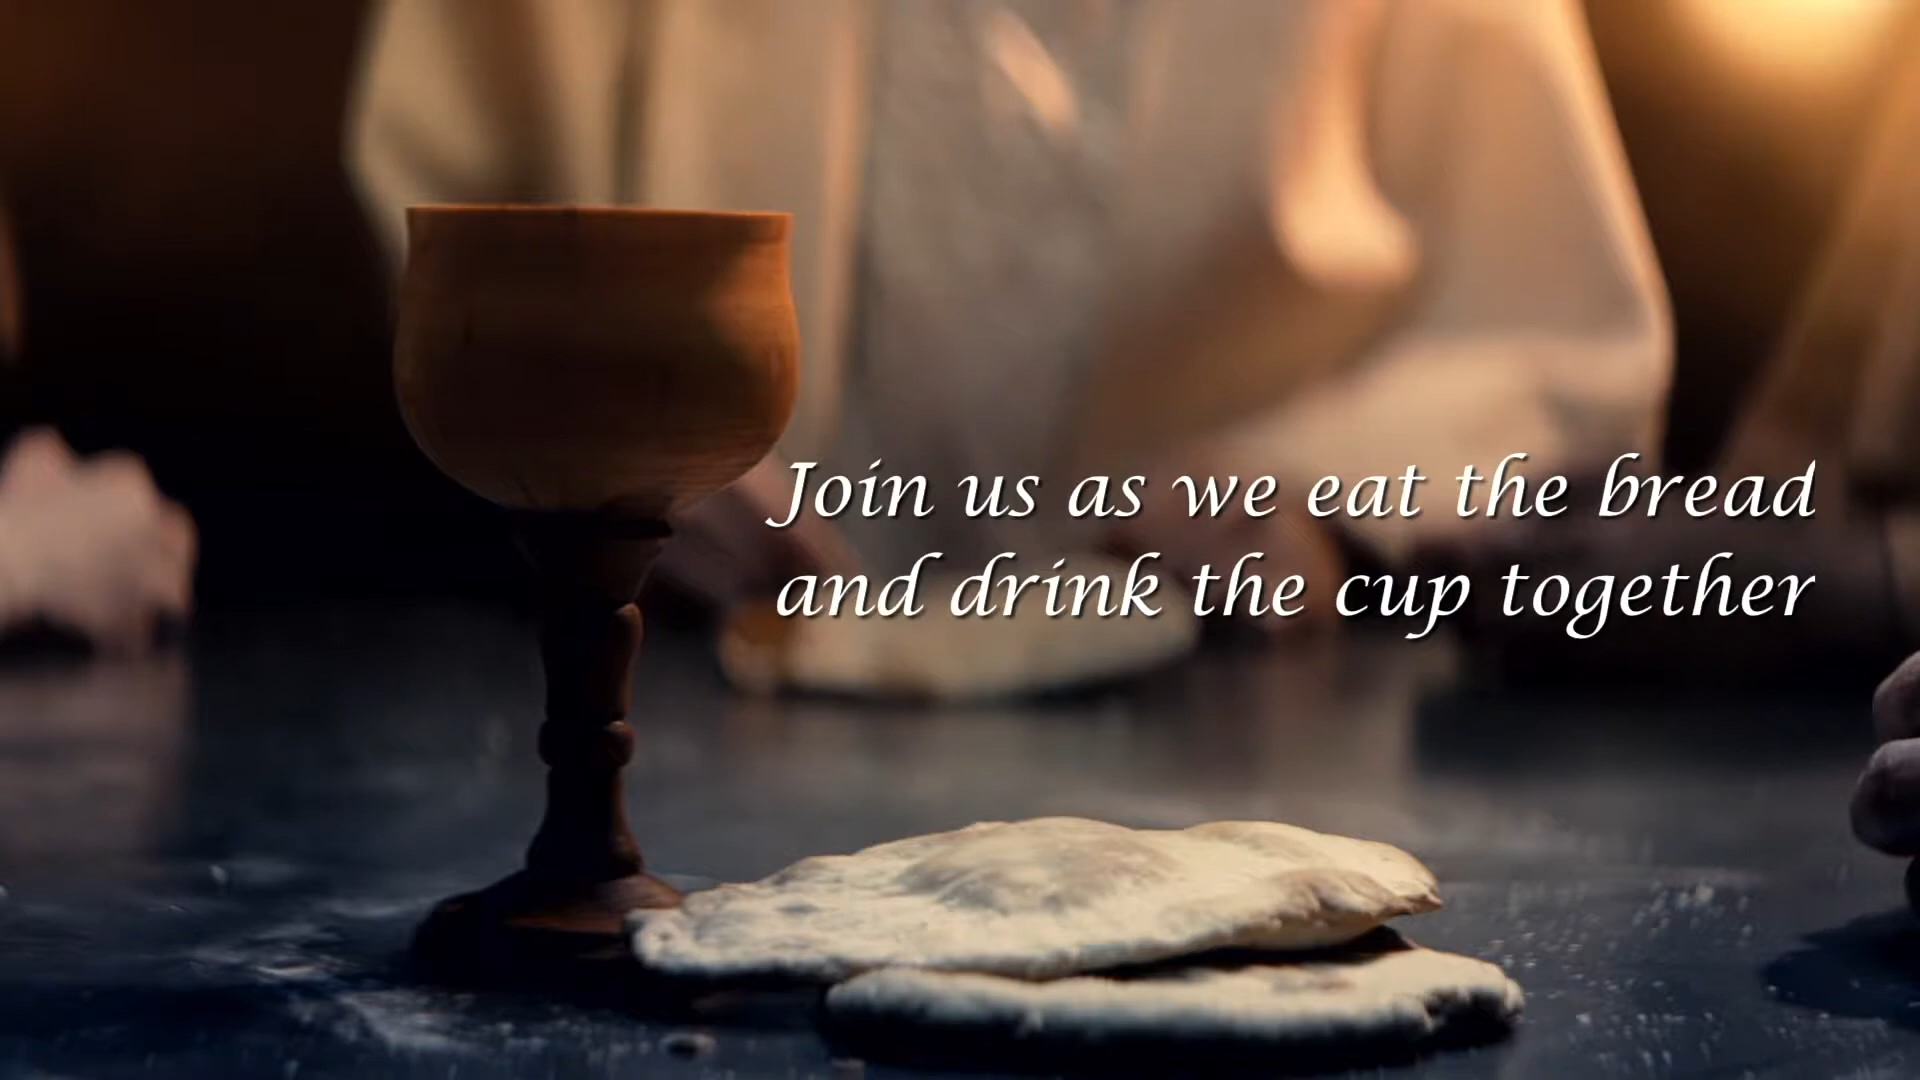 Join us as we eat the bread
and drink the cup together